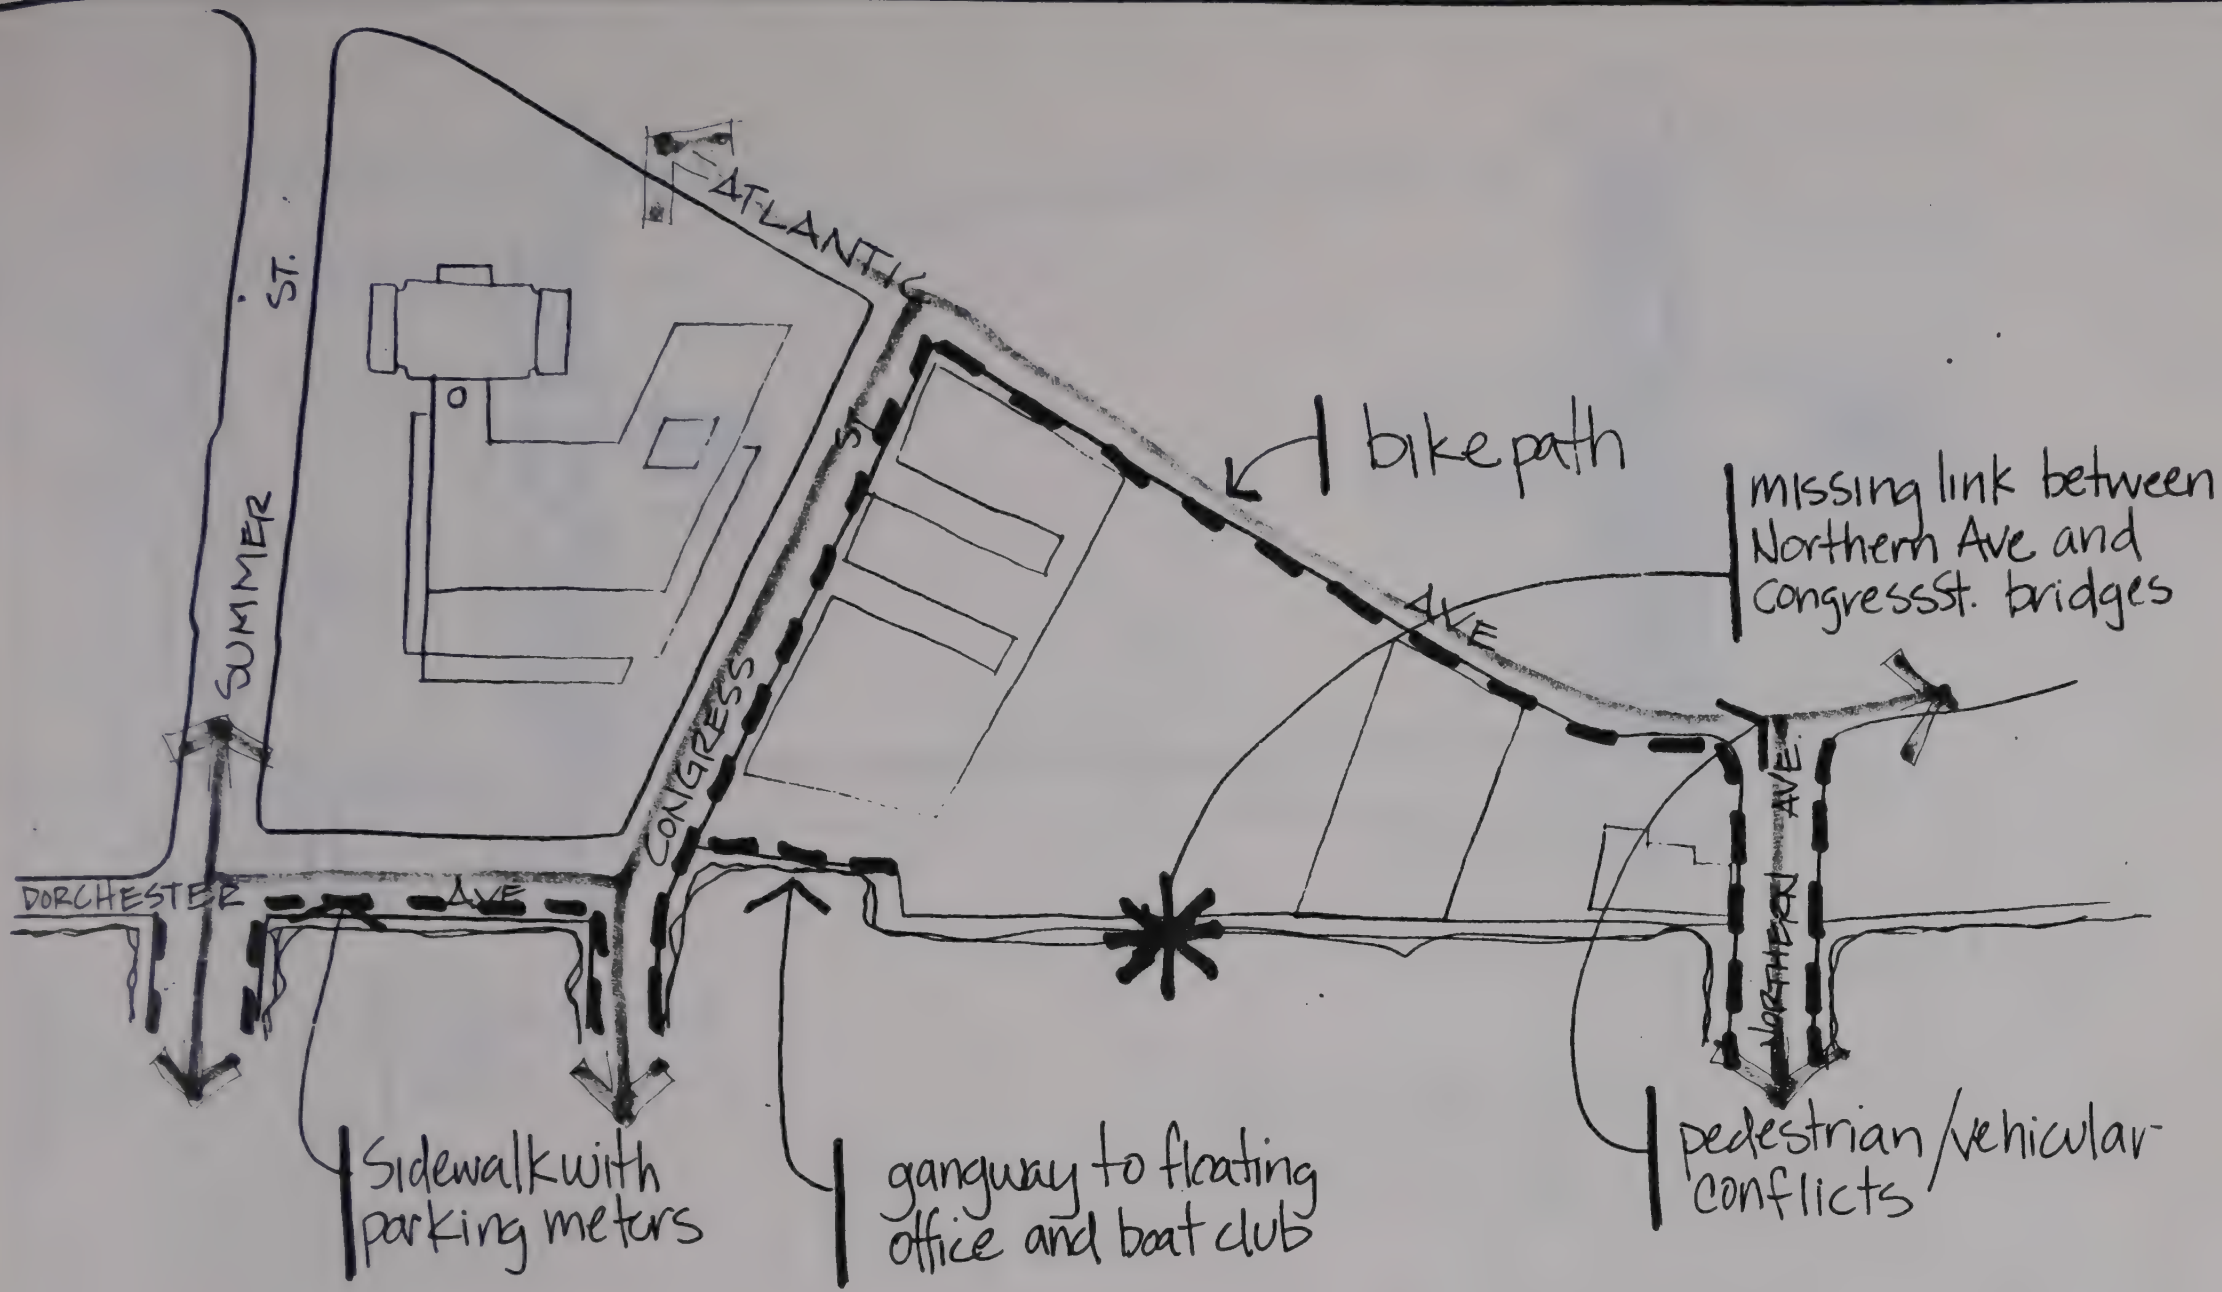 ATLANTIC
AVE
SUMMER
ST.
CONGRESS
ST
DORCHESTER
AVE
NORTHERN
AVE.
bike path
missing link between
Northern Ave and
Congress St. bridges
Sidewalk with
parking meters
gangway to floating
office and boat club
pedestrian/vehicular
conflicts